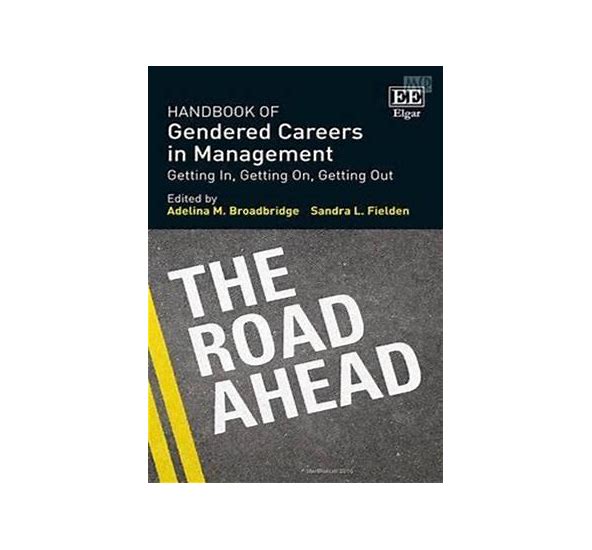 HANDBOOK OF
Gendered Careers
in Management
Getting In, Getting On, Getting Out
Edited by
Adelina M. Broadbridge Sandra L. Fielden
EE
Elgar
THE
ROAD
AHEAD